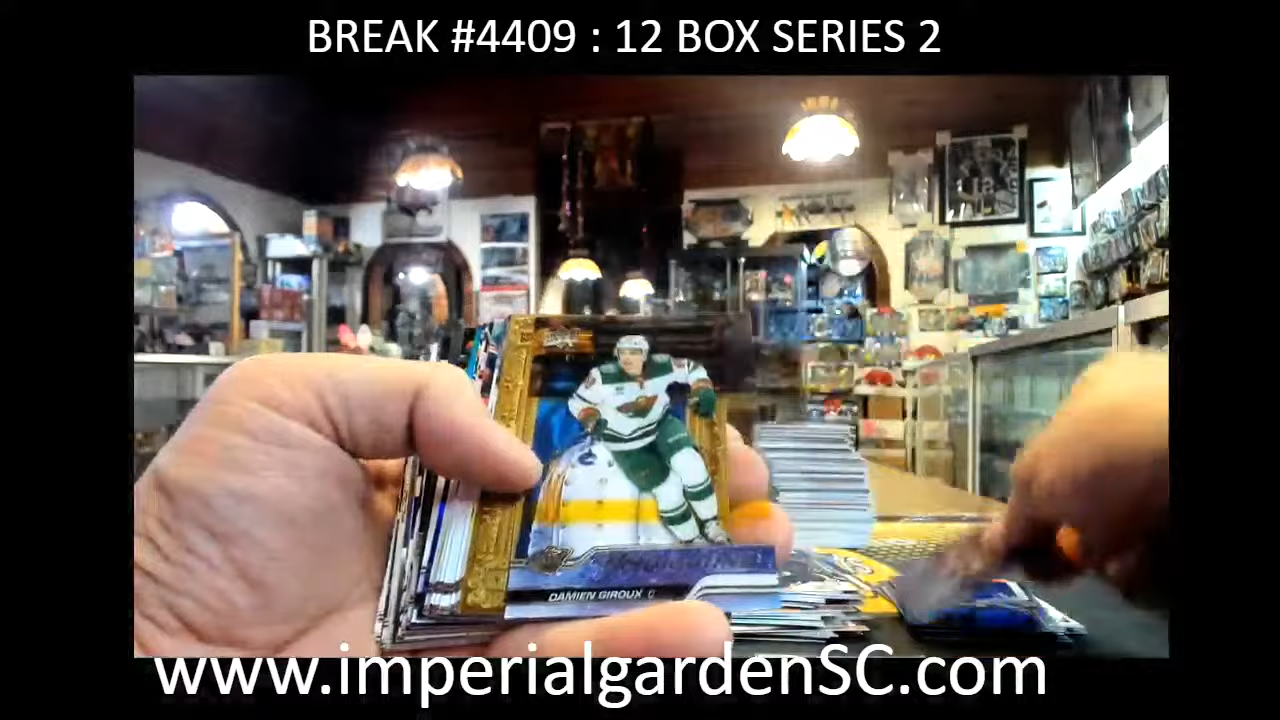 BREAK #4409 : 12 BOX SERIES 2
DAMIEN GIROUX C
www.imperialgardenSC.com